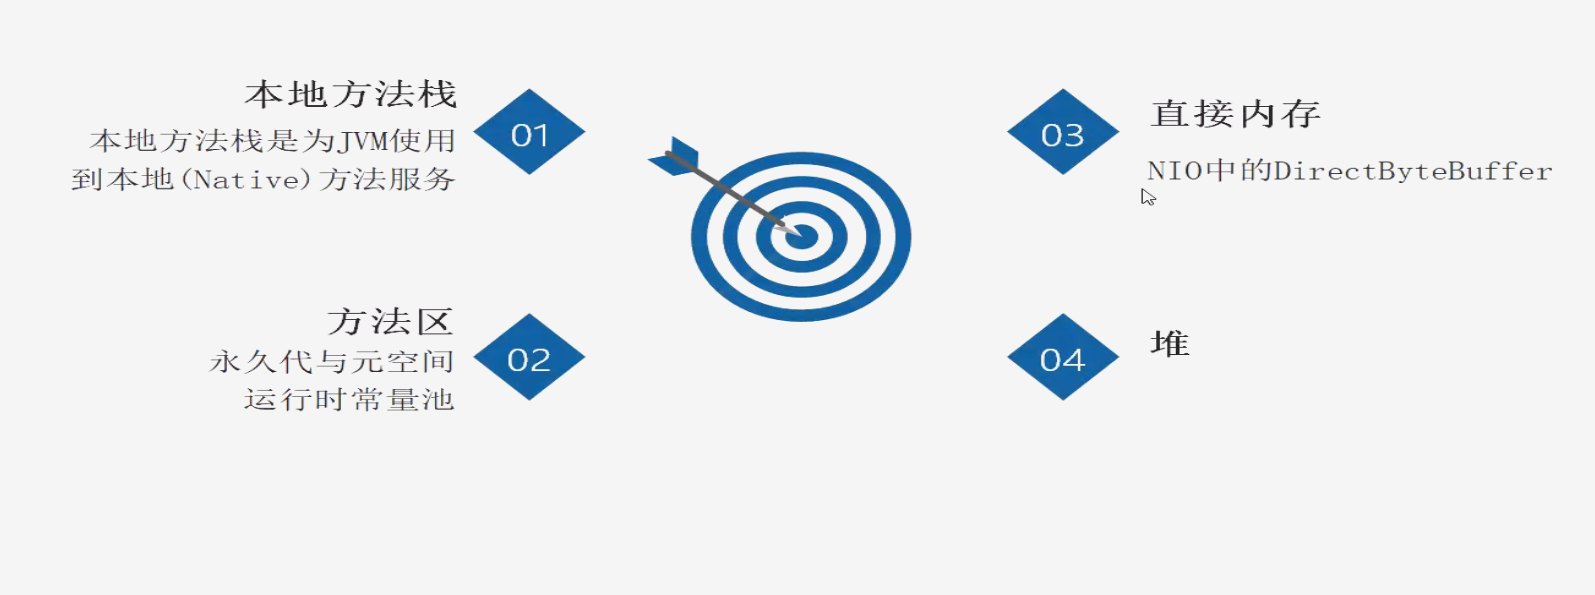 本地方法栈
本地方法栈是为JVM使用
到本地(Native)方法服务
01
方法区
永久代与元空间
运行时常量池
02
03
直接内存
NIO中的DirectByteBuffer
04
堆